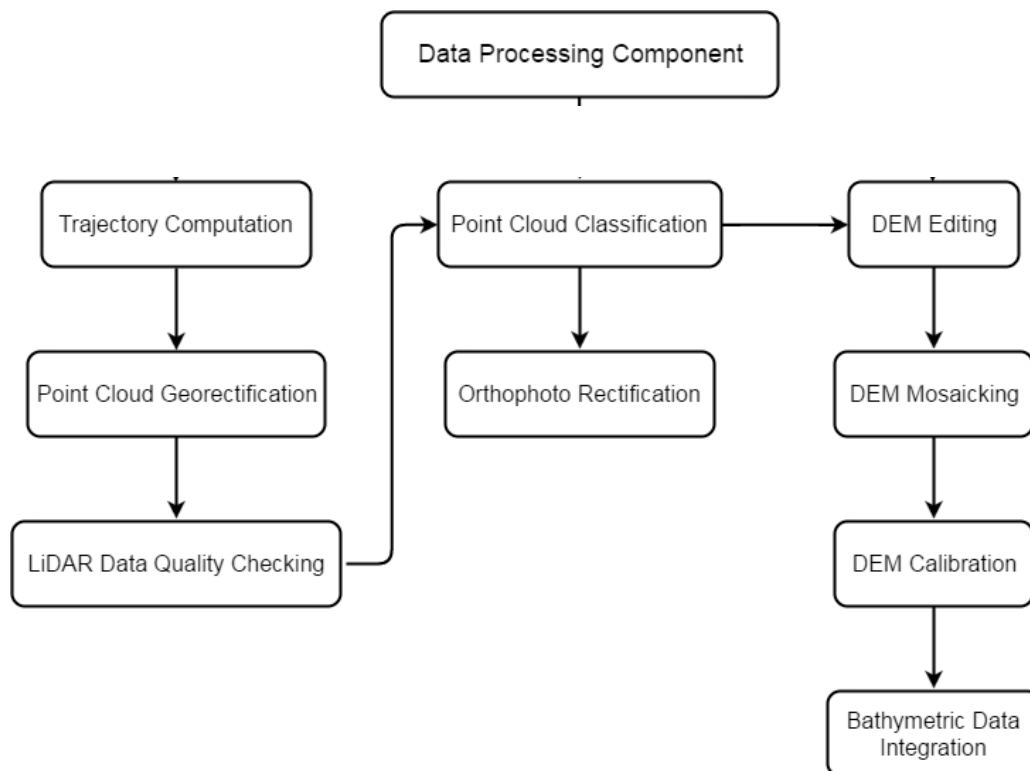 Data Processing Component
Trajectory Computation
Point Cloud Classification
DEM Editing
Point Cloud Georectification
Orthophoto Rectification
DEM Mosaicking
LiDAR Data Quality Checking
DEM Calibration
Bathymetric Data
Integration